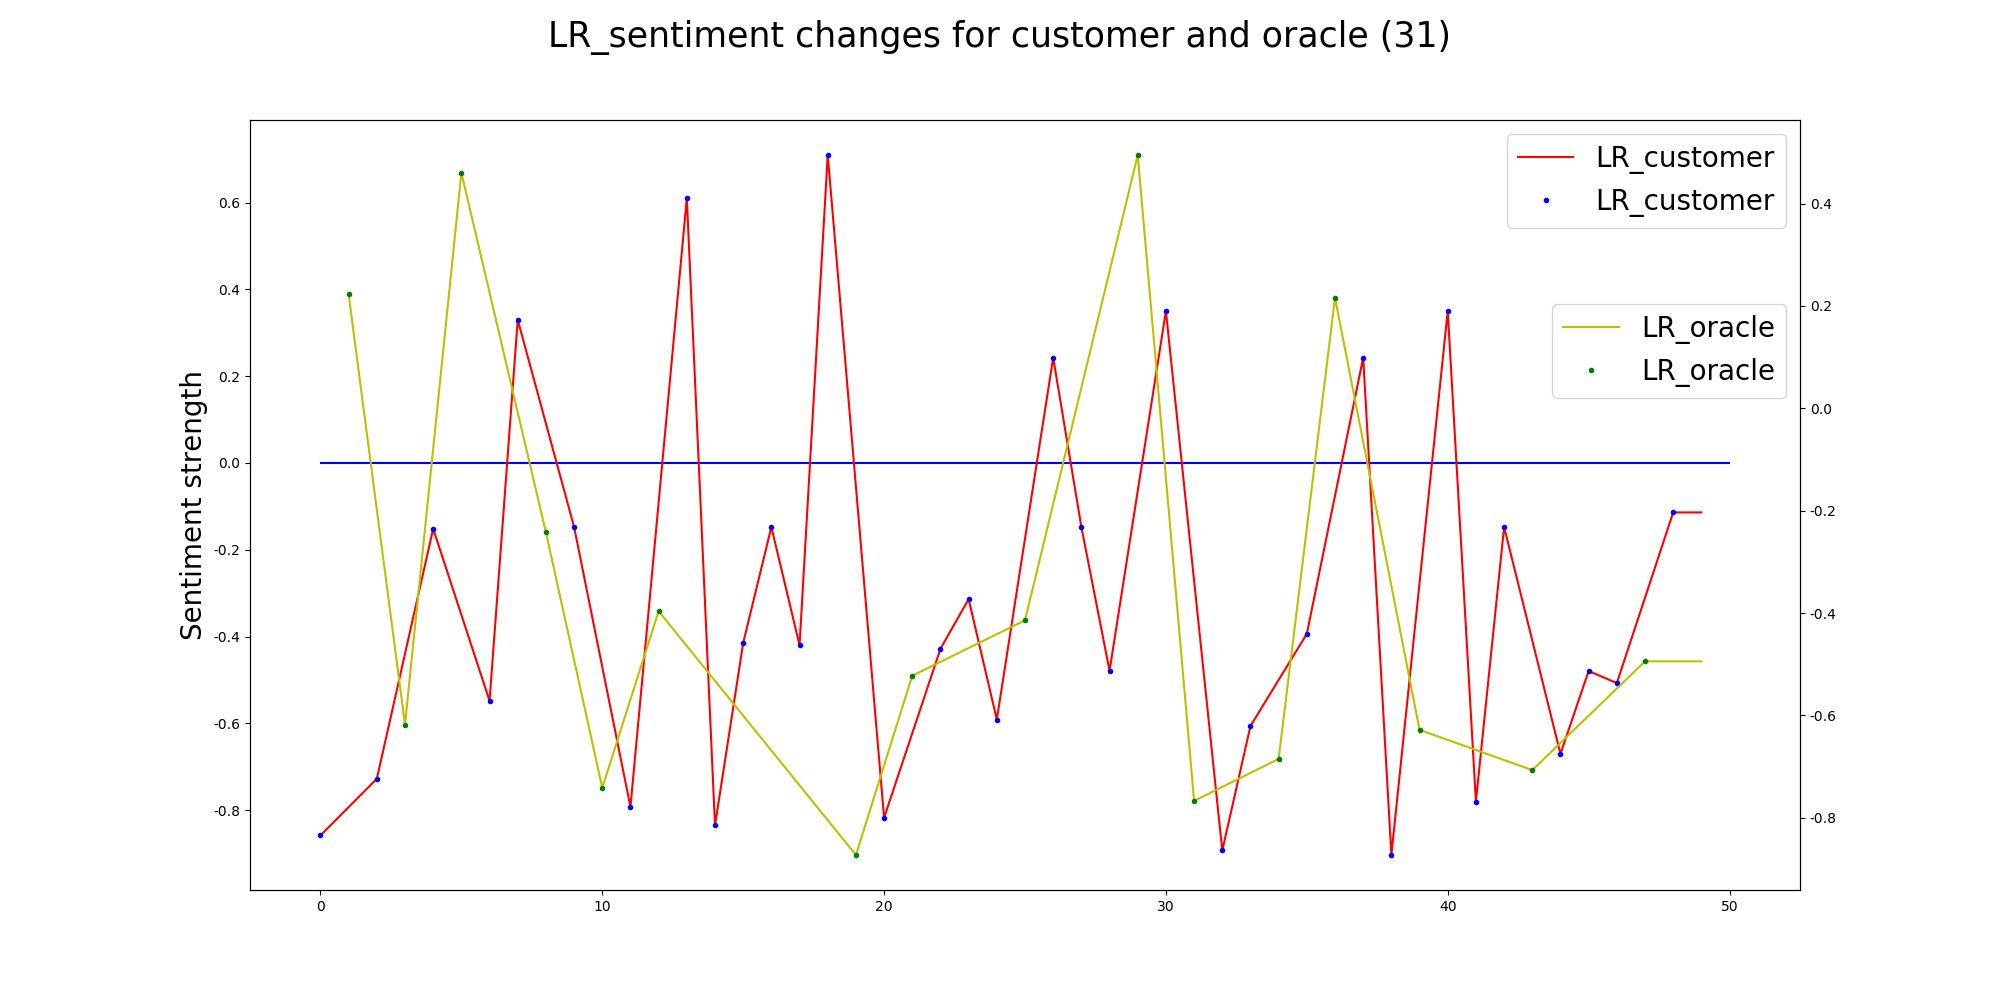 LR_sentiment changes for customer and oracle (31)
LR_customer
LR_customer
LR_oracle
LR_oracle
Sentiment strength
0.6
0.4
0.2
0.0
-0.2
-0.4
-0.6
-0.8
0.4
0.2
0.0
-0.2
-0.4
-0.6
-0.8
0 10 20 30 40 50